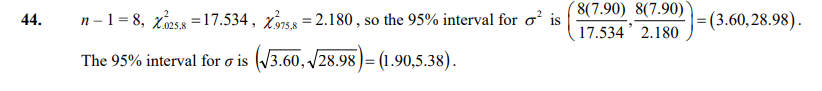 44. n − 1 = 8, χ².025,8 = 17.534, χ².975,8 = 2.180, so the 95% interval for σ² is (8(7.90)/17.534, 8(7.90)/2.180) = (3.60, 28.98).
The 95% interval for σ is (√3.60, √28.98) = (1.90, 5.38).